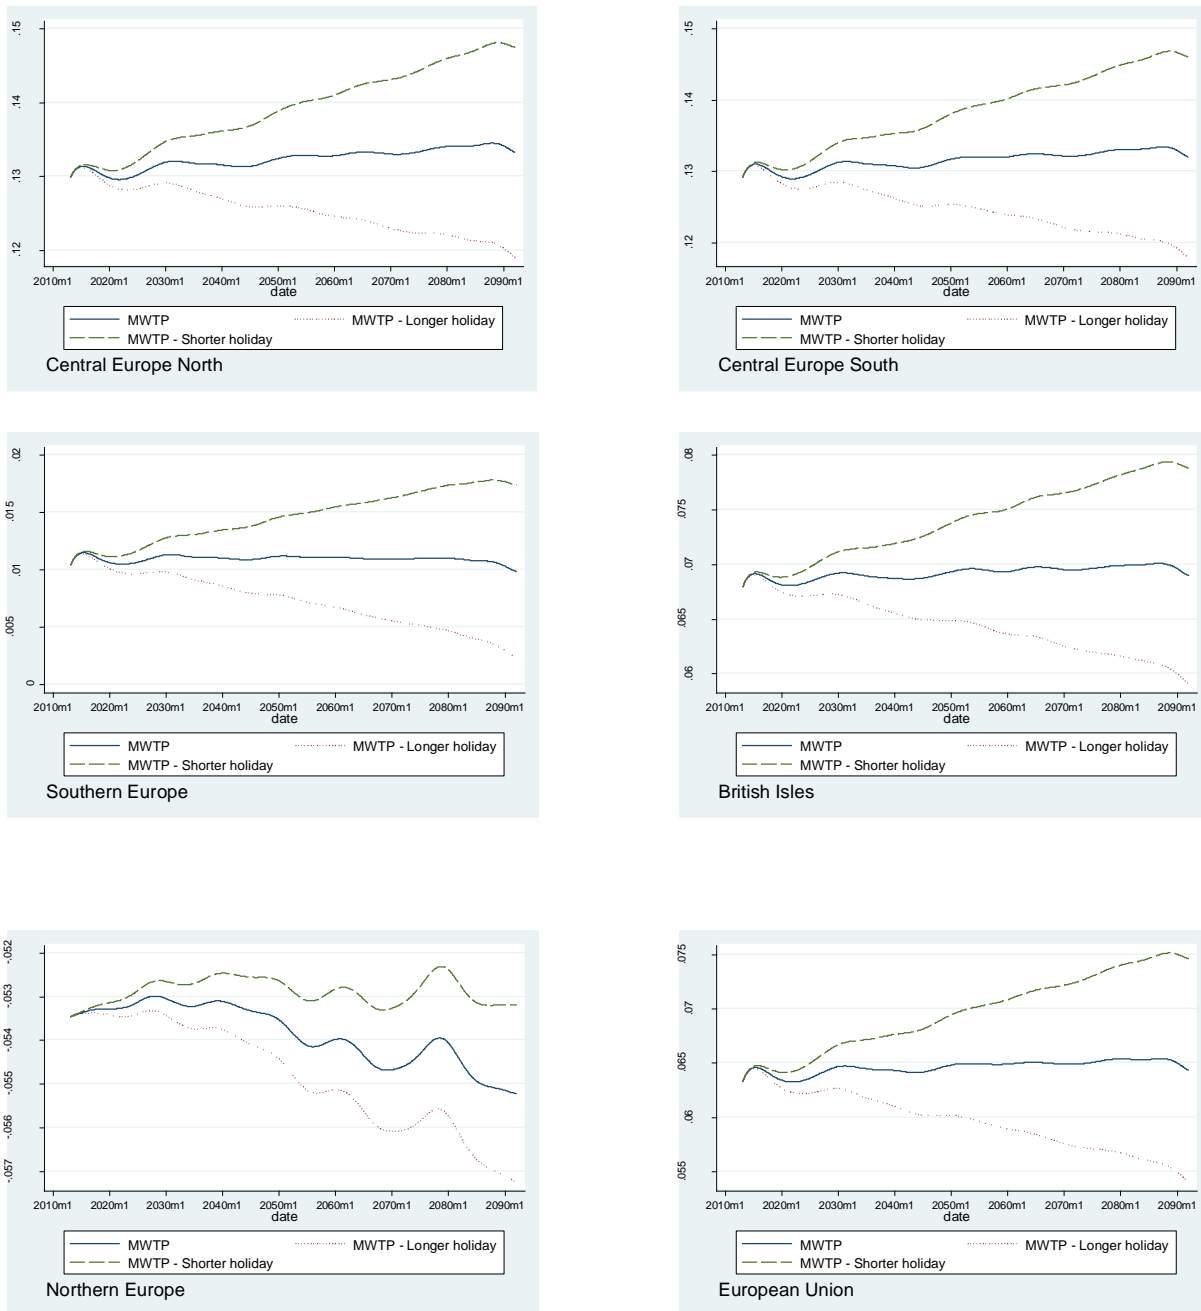 .15
.14
.13
.12
2010m1 2020m1 2030m1 2040m1 2050m1 2060m1 2070m1 2080m1 2090m1
date
MWTP MWTP - Longer holiday
MWTP - Shorter holiday
Central Europe North
.15
.14
.13
.12
2010m1 2020m1 2030m1 2040m1 2050m1 2060m1 2070m1 2080m1 2090m1
date
MWTP MWTP - Longer holiday
MWTP - Shorter holiday
Central Europe South
.02
.015
.01
.005
0
2010m1 2020m1 2030m1 2040m1 2050m1 2060m1 2070m1 2080m1 2090m1
date
MWTP MWTP - Longer holiday
MWTP - Shorter holiday
Southern Europe
.08
.075
.07
.065
.06
2010m1 2020m1 2030m1 2040m1 2050m1 2060m1 2070m1 2080m1 2090m1
date
MWTP MWTP - Longer holiday
MWTP - Shorter holiday
British Isles
-.052
-.053
-.054
-.055
-.056
-.057
2010m1 2020m1 2030m1 2040m1 2050m1 2060m1 2070m1 2080m1 2090m1
date
MWTP MWTP - Longer holiday
MWTP - Shorter holiday
Northern Europe
.075
.07
.065
.06
.055
2010m1 2020m1 2030m1 2040m1 2050m1 2060m1 2070m1 2080m1 2090m1
date
MWTP MWTP - Longer holiday
MWTP - Shorter holiday
European Union